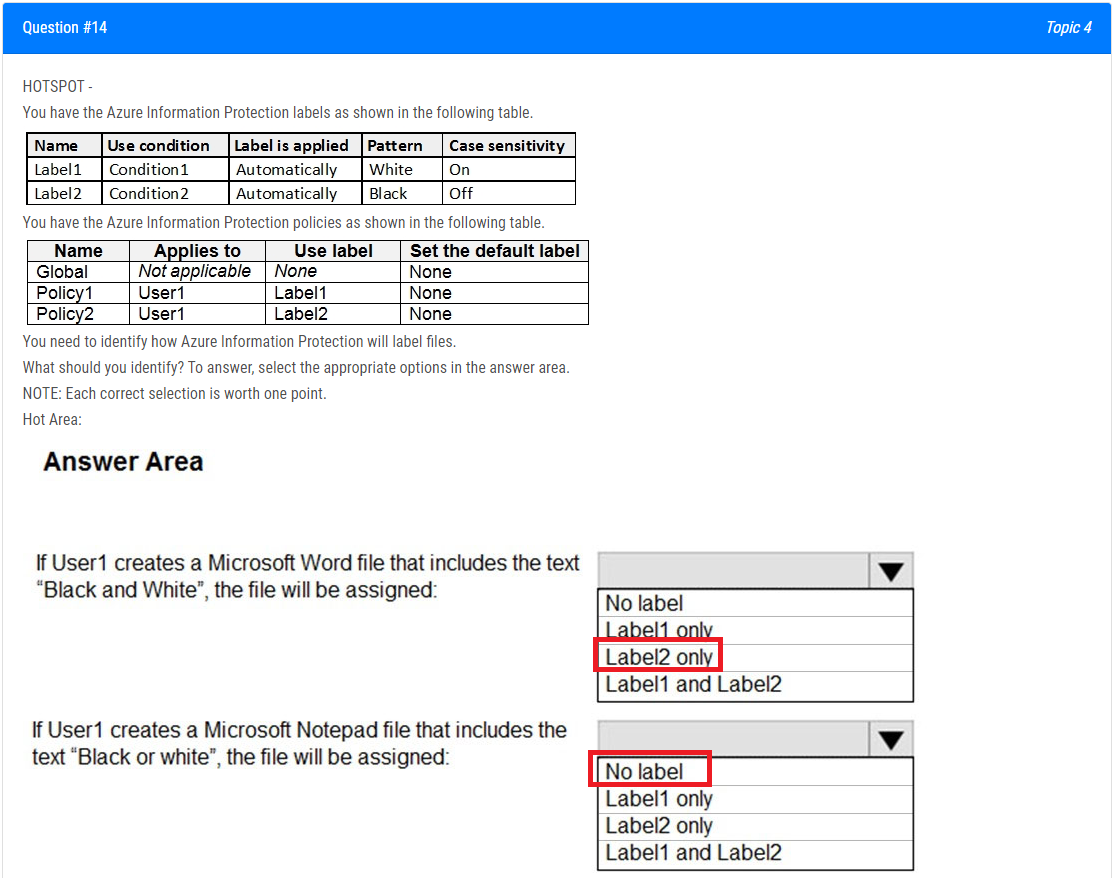 Question #14 Topic 4
HOTSPOT -
You have the Azure Information Protection labels as shown in the following table.
Name Use condition Label is applied Pattern Case sensitivity
Label1 Condition1 Automatically White On
Label2 Condition2 Automatically Black Off
You have the Azure Information Protection policies as shown in the following table.
Name Applies to Use label Set the default label
Global Not applicable None None
Policy1 User1 Label1 None
Policy2 User1 Label2 None
You need to identify how Azure Information Protection will label files.
What should you identify? To answer, select the appropriate options in the answer area.
NOTE: Each correct selection is worth one point.
Hot Area:
Answer Area
If User1 creates a Microsoft Word file that includes the text
“Black and White”, the file will be assigned:
No label
Label1 only
Label2 only
Label1 and Label2
If User1 creates a Microsoft Notepad file that includes the
text “Black or white”, the file will be assigned:
No label
Label1 only
Label2 only
Label1 and Label2